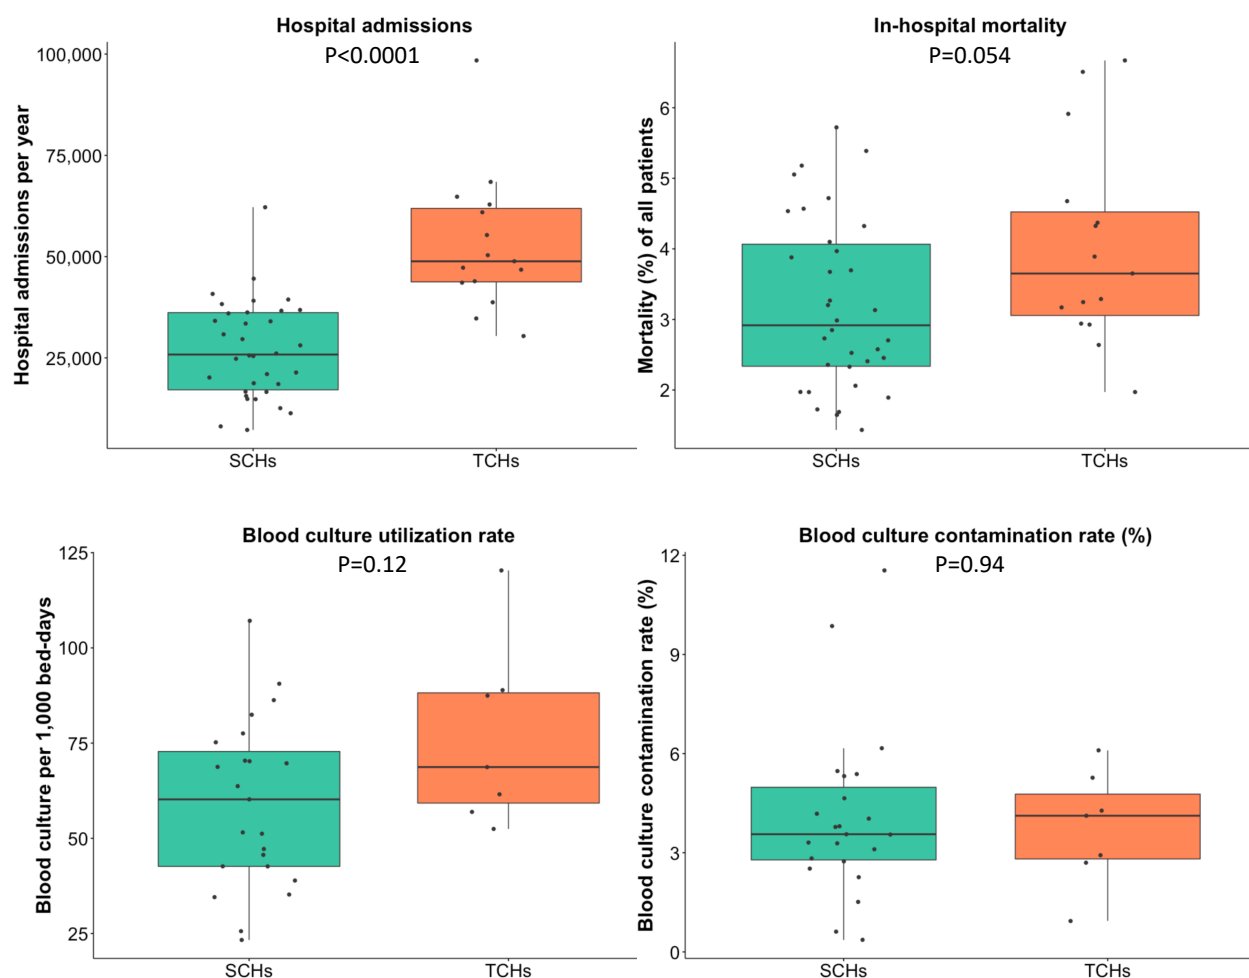 Hospital admissions
P<0.0001
Hospital admissions per year
100,000
75,000
50,000
25,000
SCHs
TCHs
In-hospital mortality
P=0.054
Mortality (%) of all patients
6
5
4
3
2
SCHs
TCHs
Blood culture utilization rate
P=0.12
Blood culture per 1,000 bed-days
125
100
75
50
25
SCHs
TCHs
Blood culture contamination rate (%)
P=0.94
Blood culture contamination rate (%)
12
9
6
3
0
SCHs
TCHs